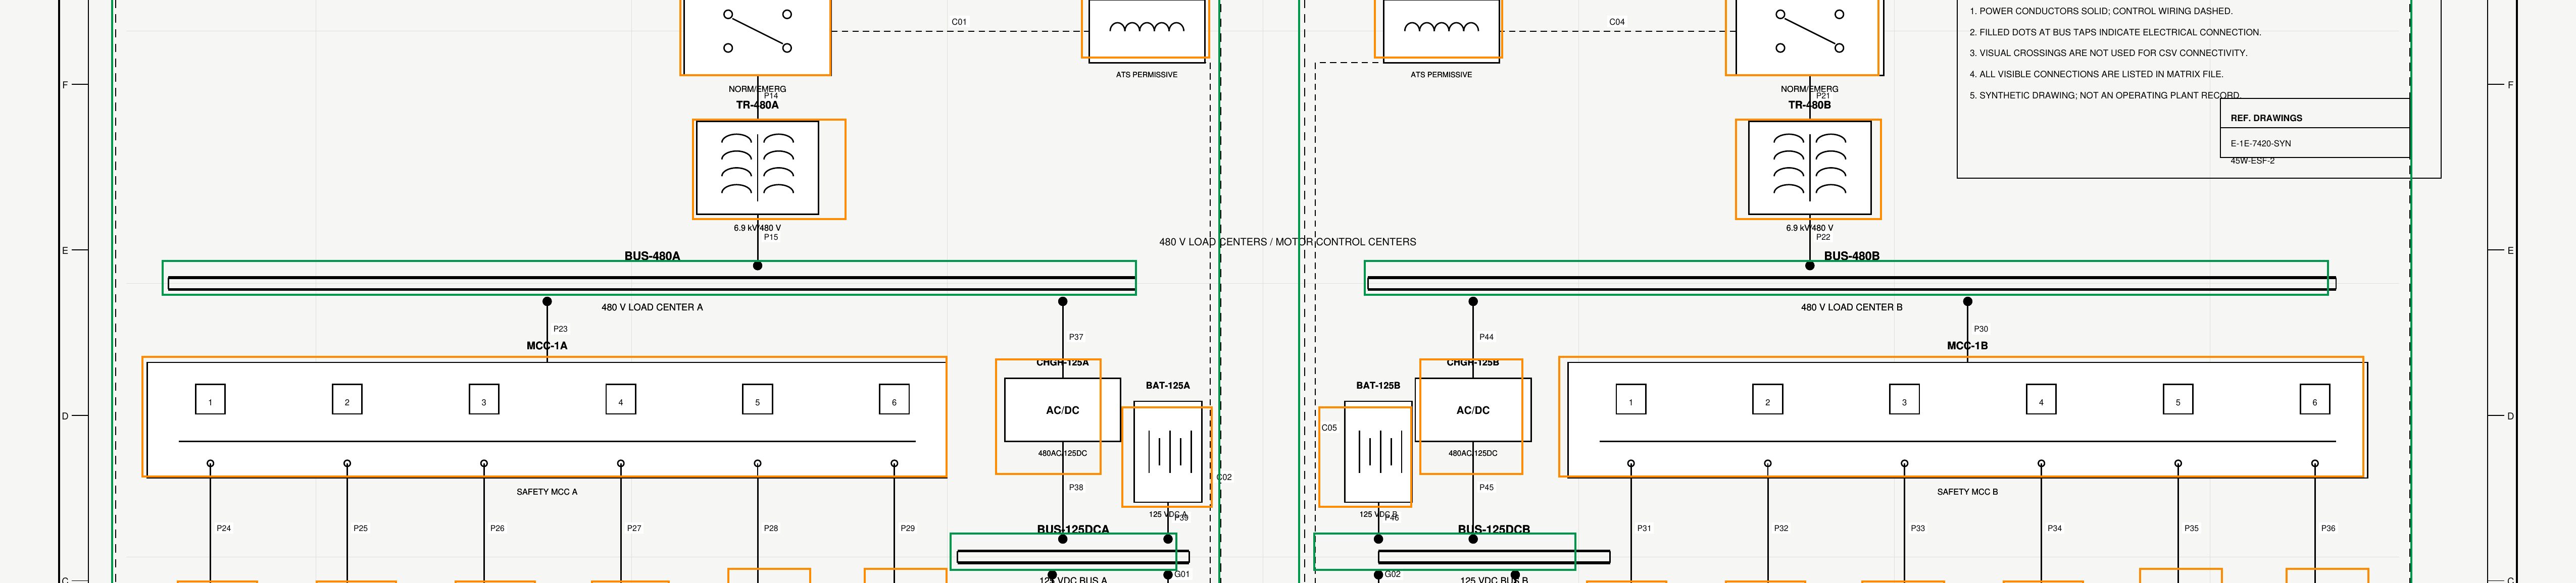 C01
C04
1. POWER CONDUCTORS SOLID; CONTROL WIRING DASHED.
2. FILLED DOTS AT BUS TAPS INDICATE ELECTRICAL CONNECTION.
3. VISUAL CROSSINGS ARE NOT USED FOR CSV CONNECTIVITY.
4. ALL VISIBLE CONNECTIONS ARE LISTED IN MATRIX FILE.
5. SYNTHETIC DRAWING; NOT AN OPERATING PLANT RECORD.
ATS PERMISSIVE
ATS PERMISSIVE
F
F
NORM/EMERG
P14
TR-480A
NORM/EMERG
P21
TR-480B
REF. DRAWINGS
E-1E-7420-SYN
45W-ESF-2
6.9 kV/480 V
P15
6.9 kV/480 V
P22
480 V LOAD CENTERS / MOTOR CONTROL CENTERS
E
E
BUS-480A
BUS-480B
480 V LOAD CENTER A
480 V LOAD CENTER B
P23
P37
P44
P30
MCC-1A
MCC-1B
CHGR-125A
CHGR-125B
BAT-125A
BAT-125B
1
2
3
4
5
6
AC/DC
AC/DC
1
2
3
4
5
6
D
D
C05
480AC/125DC
480AC/125DC
C02
P38
P45
SAFETY MCC A
SAFETY MCC B
125 VDC A
P39
125 VDC B
P46
P24
P25
P26
P27
P28
P29
BUS-125DCA
BUS-125DCB
P31
P32
P33
P34
P35
P36
G01
G02
125 VDC BUS A
125 VDC BUS B
C
C